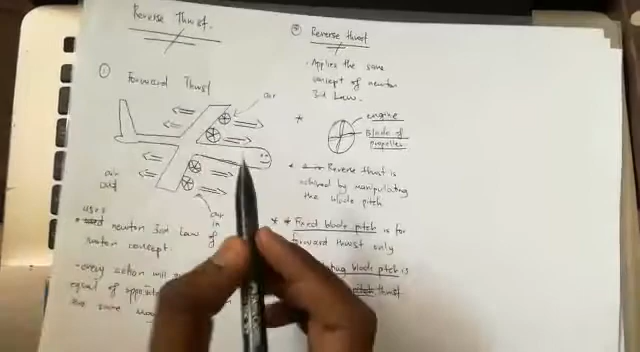 Reverse Thrust.
① Forward Thrust
air
air
out
air
in
uses
newton 3rd Law of
motion concept.
- every action will
equal of opposite
the same
② Reverse thrust
- Applies the same
concept of newton
3rd Law.
* engine
blade of
propeller
Reverse thrust is
achieved by manipulating
the blade pitch
* * Fixed blade pitch is for
forward thrust only
blade pitch is
thrust